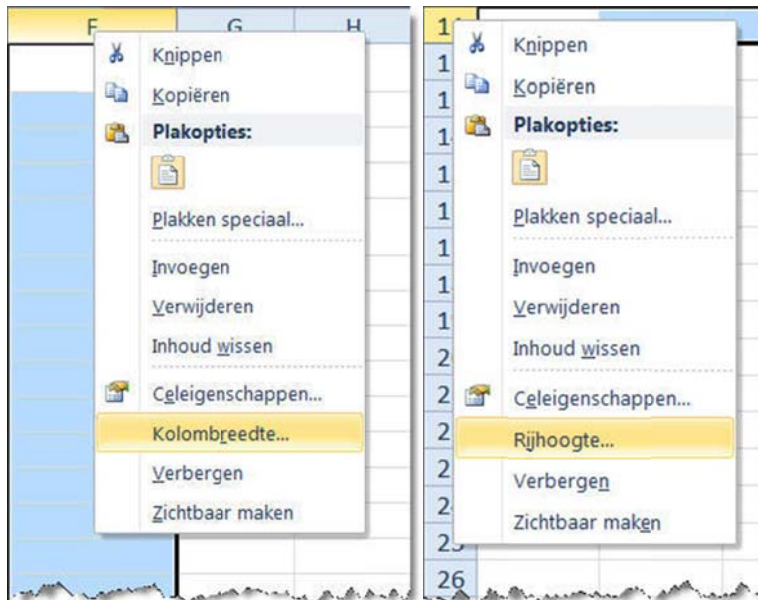 F G H
Knippen
Kopiëren
Plakopties:
Plakken speciaal...
Invoegen
Verwijderen
Inhoud wissen
Celeigenschappen...
Kolombreedte...
Verbergen
Zichtbaar maken
Knippen
Kopiëren
Plakopties:
Plakken speciaal...
Invoegen
Verwijderen
Inhoud wissen
Celeigenschappen...
Rijhoogte...
Verbergen
Zichtbaar maken
26